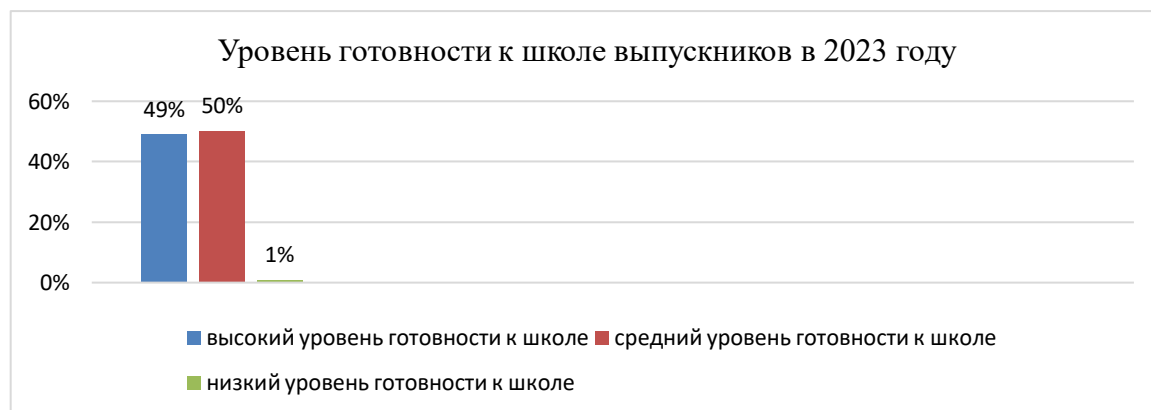 Уровень готовности к школе выпускников в 2023 году
60%
49%
50%
40%
20%
1%
0%
высокий уровень готовности к школе
средний уровень готовности к школе
низкий уровень готовности к школе